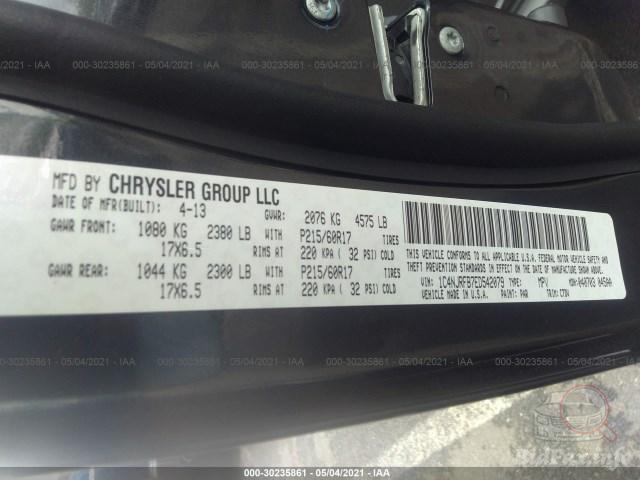 000-30235861 - 05/04/2021 - IAA
MFD BY CHRYSLER GROUP LLC
DATE OF MFR(BUILT): 4-13 GVWR: 2076 KG 4575 LB
GAWR FRONT: 1080 KG 2380 LB WITH P215/60R17 TIRES
17X6.5 RIMS AT 220 KPA ( 32 PSI) COLD
GAWR REAR: 1044 KG 2300 LB WITH P215/60R17 TIRES
17X6.5 RIMS AT 220 KPA ( 32 PSI) COLD
THIS VEHICLE CONFORMS TO ALL APPLICABLE U.S.A. FEDERAL MOTOR VEHICLE SAFETY AND
THEFT PREVENTION STANDARDS IN EFFECT ON THE DATE OF MANUFACTURE SHOWN ABOVE.
VIN: 1C4NJRFB7ED542079 TYPE: MPV
MADE IN U.S.A. PAINT: PAR TRIM:
000-30235861 - 05/04/2021 - IAA
BidFax.info